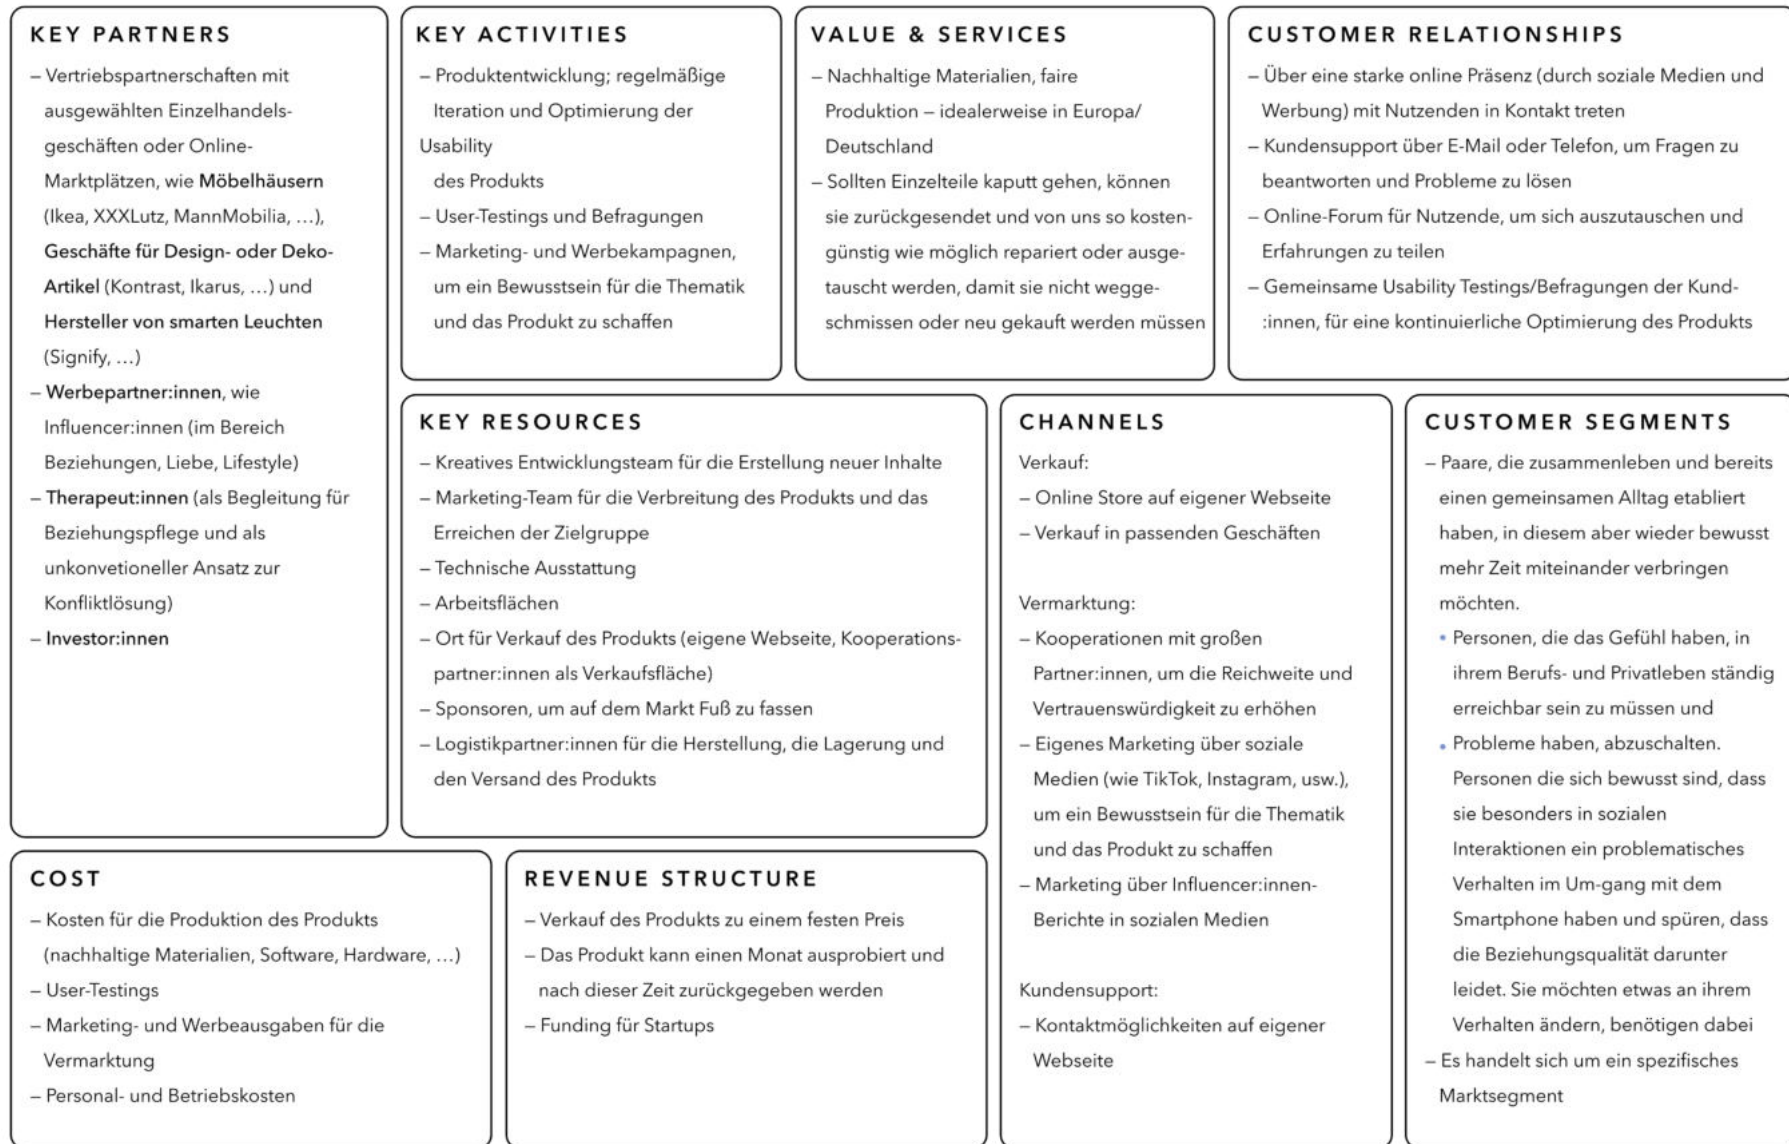 KEY PARTNERS
– Vertriebspartnerschaften mit
ausgewählten Einzelhandels-
geschäften oder Online-
Marktplätzen, wie Möbelhäusern
(Ikea, XXXLutz, MannMobilia, …),
Geschäfte für Design- oder Deko-
Artikel (Kontrast, Ikarus, …) und
Hersteller von smarten Leuchten
(Signify, …)
– Werbepartner:innen, wie
Influencer:innen (im Bereich
Beziehungen, Liebe, Lifestyle)
– Therapeut:innen (als Begleitung für
Beziehungspflege und als
unkonvetioneller Ansatz zur
Konfliktlösung)
– Investor:innen
KEY ACTIVITIES
– Produktentwicklung; regelmäßige
Iteration und Optimierung der
Usability
des Produkts
– User-Testings und Befragungen
– Marketing- und Werbekampagnen,
um ein Bewusstsein für die Thematik
und das Produkt zu schaffen
VALUE & SERVICES
– Nachhaltige Materialien, faire
Produktion – idealerweise in Europa/
Deutschland
– Sollten Einzelteile kaputt gehen, können
sie zurückgesendet und von uns so kosten-
günstig wie möglich repariert oder ausge-
tauscht werden, damit sie nicht wegge-
schmissen oder neu gekauft werden müssen
CUSTOMER RELATIONSHIPS
– Über eine starke online Präsenz (durch soziale Medien und
Werbung) mit Nutzenden in Kontakt treten
– Kundensupport über E-Mail oder Telefon, um Fragen zu
beantworten und Probleme zu lösen
– Online-Forum für Nutzende, um sich auszutauschen und
Erfahrungen zu teilen
– Gemeinsame Usability Testings/Befragungen der Kund-
:innen, für eine kontinuierliche Optimierung des Produkts
KEY RESOURCES
– Kreatives Entwicklungsteam für die Erstellung neuer Inhalte
– Marketing-Team für die Verbreitung des Produkts und das
Erreichen der Zielgruppe
– Technische Ausstattung
– Arbeitsflächen
– Ort für Verkauf des Produkts (eigene Webseite, Kooperations-
partner:innen als Verkaufsfläche)
– Sponsoren, um auf dem Markt Fuß zu fassen
– Logistikpartner:innen für die Herstellung, die Lagerung und
den Versand des Produkts
CHANNELS
Verkauf:
– Online Store auf eigener Webseite
– Verkauf in passenden Geschäften
Vermarktung:
– Kooperationen mit großen
Partner:innen, um die Reichweite und
Vertrauenswürdigkeit zu erhöhen
– Eigenes Marketing über soziale
Medien (wie TikTok, Instagram, usw.),
um ein Bewusstsein für die Thematik
und das Produkt zu schaffen
– Marketing über Influencer:innen-
Berichte in sozialen Medien
Kundensupport:
– Kontaktmöglichkeiten auf eigener
Webseite
CUSTOMER SEGMENTS
– Paare, die zusammenleben und bereits
einen gemeinsamen Alltag etabliert
haben, in diesem aber wieder bewusst
mehr Zeit miteinander verbringen
möchten.
• Personen, die das Gefühl haben, in
ihrem Berufs- und Privatleben ständig
erreichbar sein zu müssen und
• Probleme haben, abzuschalten.
Personen die sich bewusst sind, dass
sie besonders in sozialen
Interaktionen ein problematisches
Verhalten im Um-gang mit dem
Smartphone haben und spüren, dass
die Beziehungsqualität darunter
leidet. Sie möchten etwas an ihrem
Verhalten ändern, benötigen dabei
– Es handelt sich um ein spezifisches
Marktsegment
COST
– Kosten für die Produktion des Produkts
(nachhaltige Materialien, Software, Hardware, …)
– User-Testings
– Marketing- und Werbeausgaben für die
Vermarktung
– Personal- und Betriebskosten
REVENUE STRUCTURE
– Verkauf des Produkts zu einem festen Preis
– Das Produkt kann einen Monat ausprobiert und
nach dieser Zeit zurückgegeben werden
– Funding für Startups